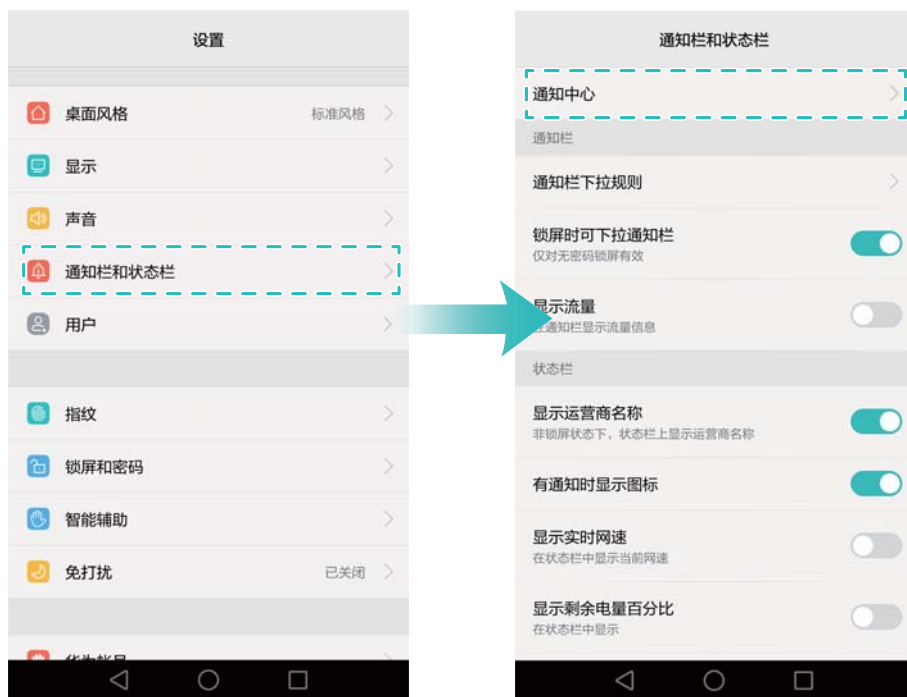 设置
桌面风格
标准风格
显示
声音
通知栏和状态栏
用户
指纹
锁屏和密码
智能辅助
免打扰
已关闭
通知栏和状态栏
通知中心
通知栏
通知栏下拉规则
锁屏时可下拉通知栏
仅对无密码锁屏有效
显示流量
通知栏显示流量信息
状态栏
显示运营商名称
非锁屏状态下，状态栏上显示运营商名称
有通知时显示图标
显示实时网速
在状态栏中显示当前网速
显示剩余电量百分比
在状态栏中显示